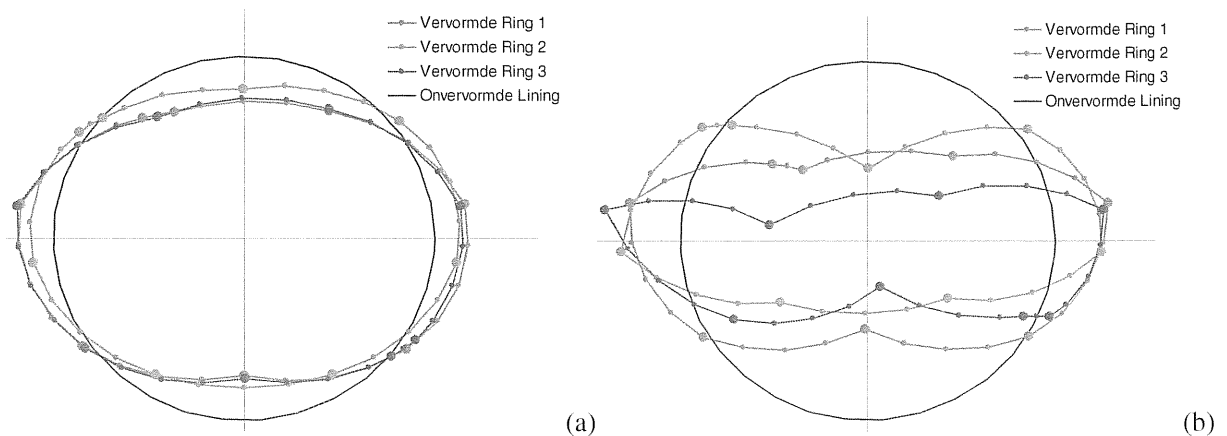 Vervormde Ring 1
Vervormde Ring 2
Vervormde Ring 3
Onvervormde Lining
(a)
Vervormde Ring 1
Vervormde Ring 2
Vervormde Ring 3
Onvervormde Lining
(b)